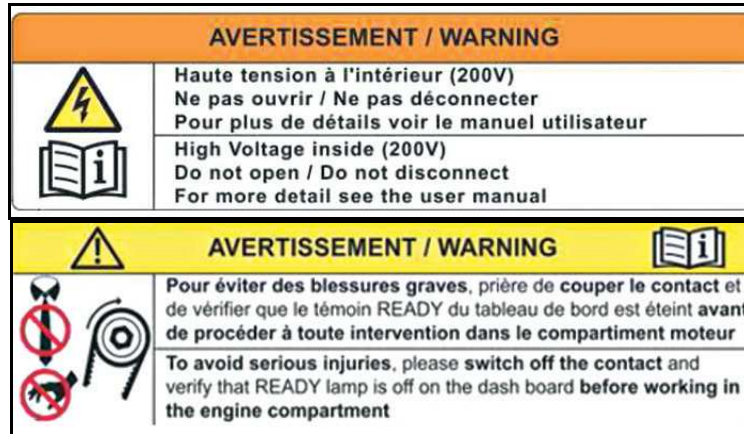 AVERTISSEMENT / WARNING
Haute tension à l'intérieur (200V)
Ne pas ouvrir / Ne pas déconnecter
Pour plus de détails voir le manuel utilisateur
High Voltage inside (200V)
Do not open / Do not disconnect
For more detail see the user manual
AVERTISSEMENT / WARNING
Pour éviter des blessures graves, prière de couper le contact et
de vérifier que le témoin READY du tableau de bord est éteint avant
de procéder à toute intervention dans le compartiment moteur
To avoid serious injuries, please switch off the contact and
verify that READY lamp is off on the dash board before working in
the engine compartment